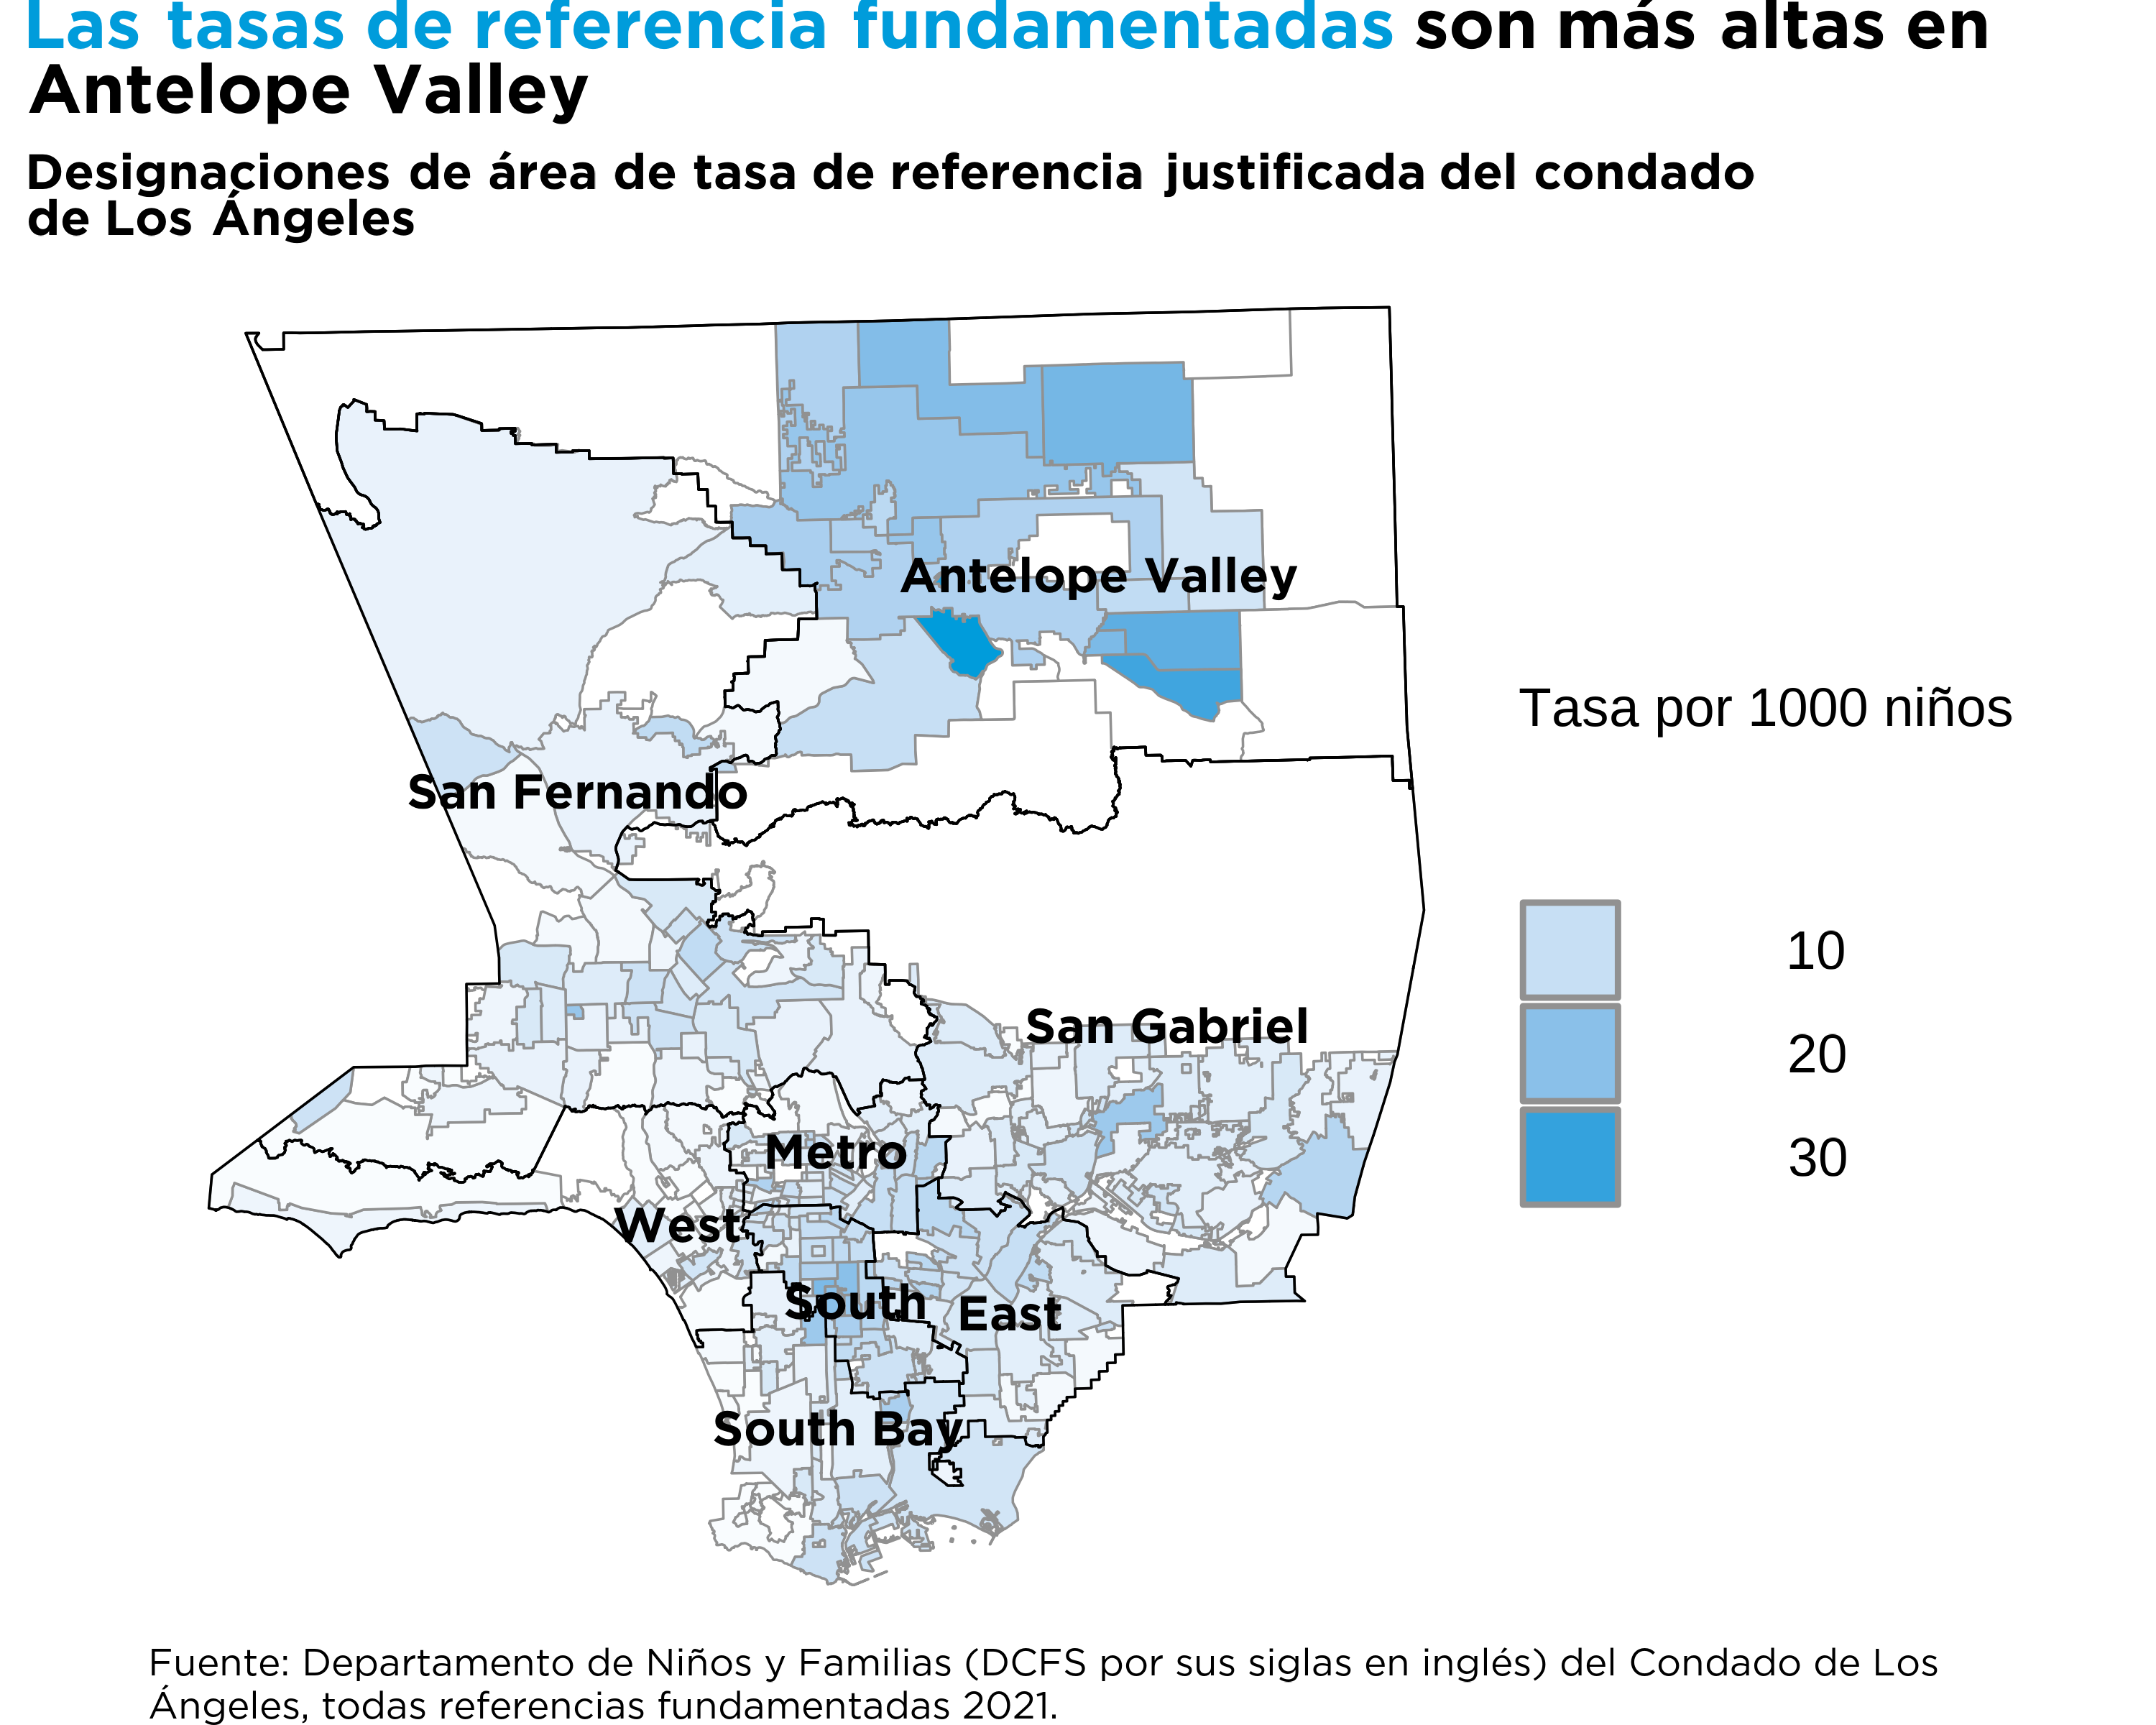 Las tasas de referencia fundamentadas son más altas en
Antelope Valley
Designaciones de área de tasa de referencia justificada del condado
de Los Ángeles
Antelope Valley
Tasa por 1000 niños
San Fernando
10
San Gabriel
20
Metro
30
West
South
East
South Bay
Fuente: Departamento de Niños y Familias (DCFS por sus siglas en inglés) del Condado de Los
Ángeles, todas referencias fundamentadas 2021.